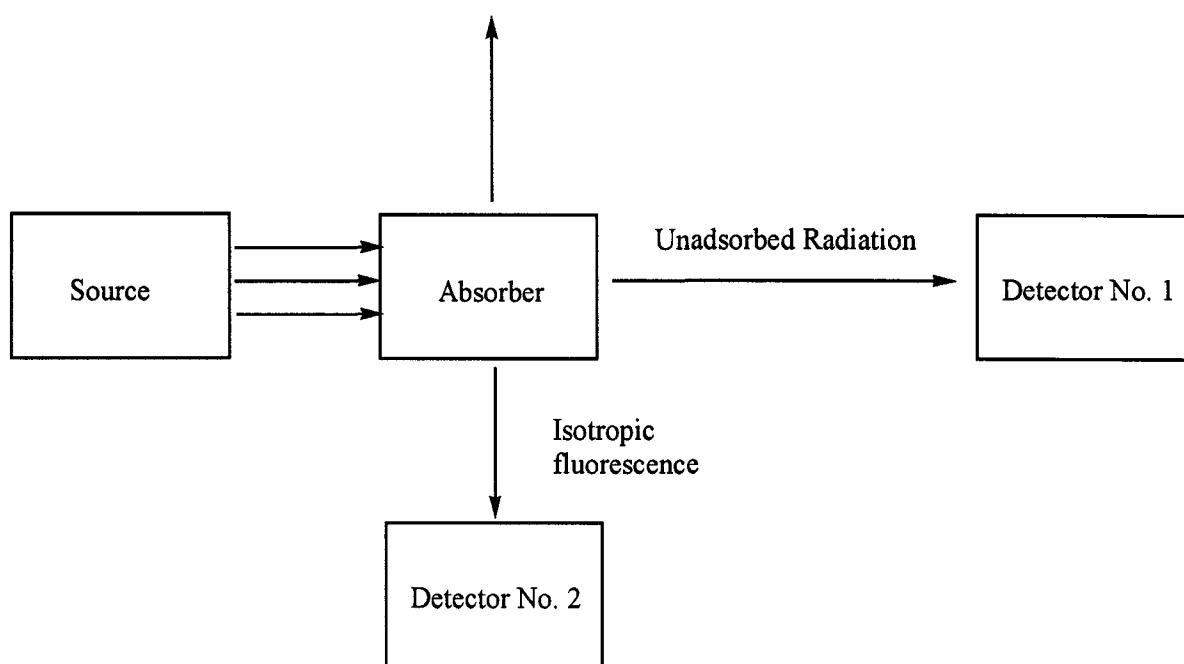 Unadsorbed Radiation
Source
Absorber
Detector No. 1
Isotropic
fluorescence
Detector No. 2